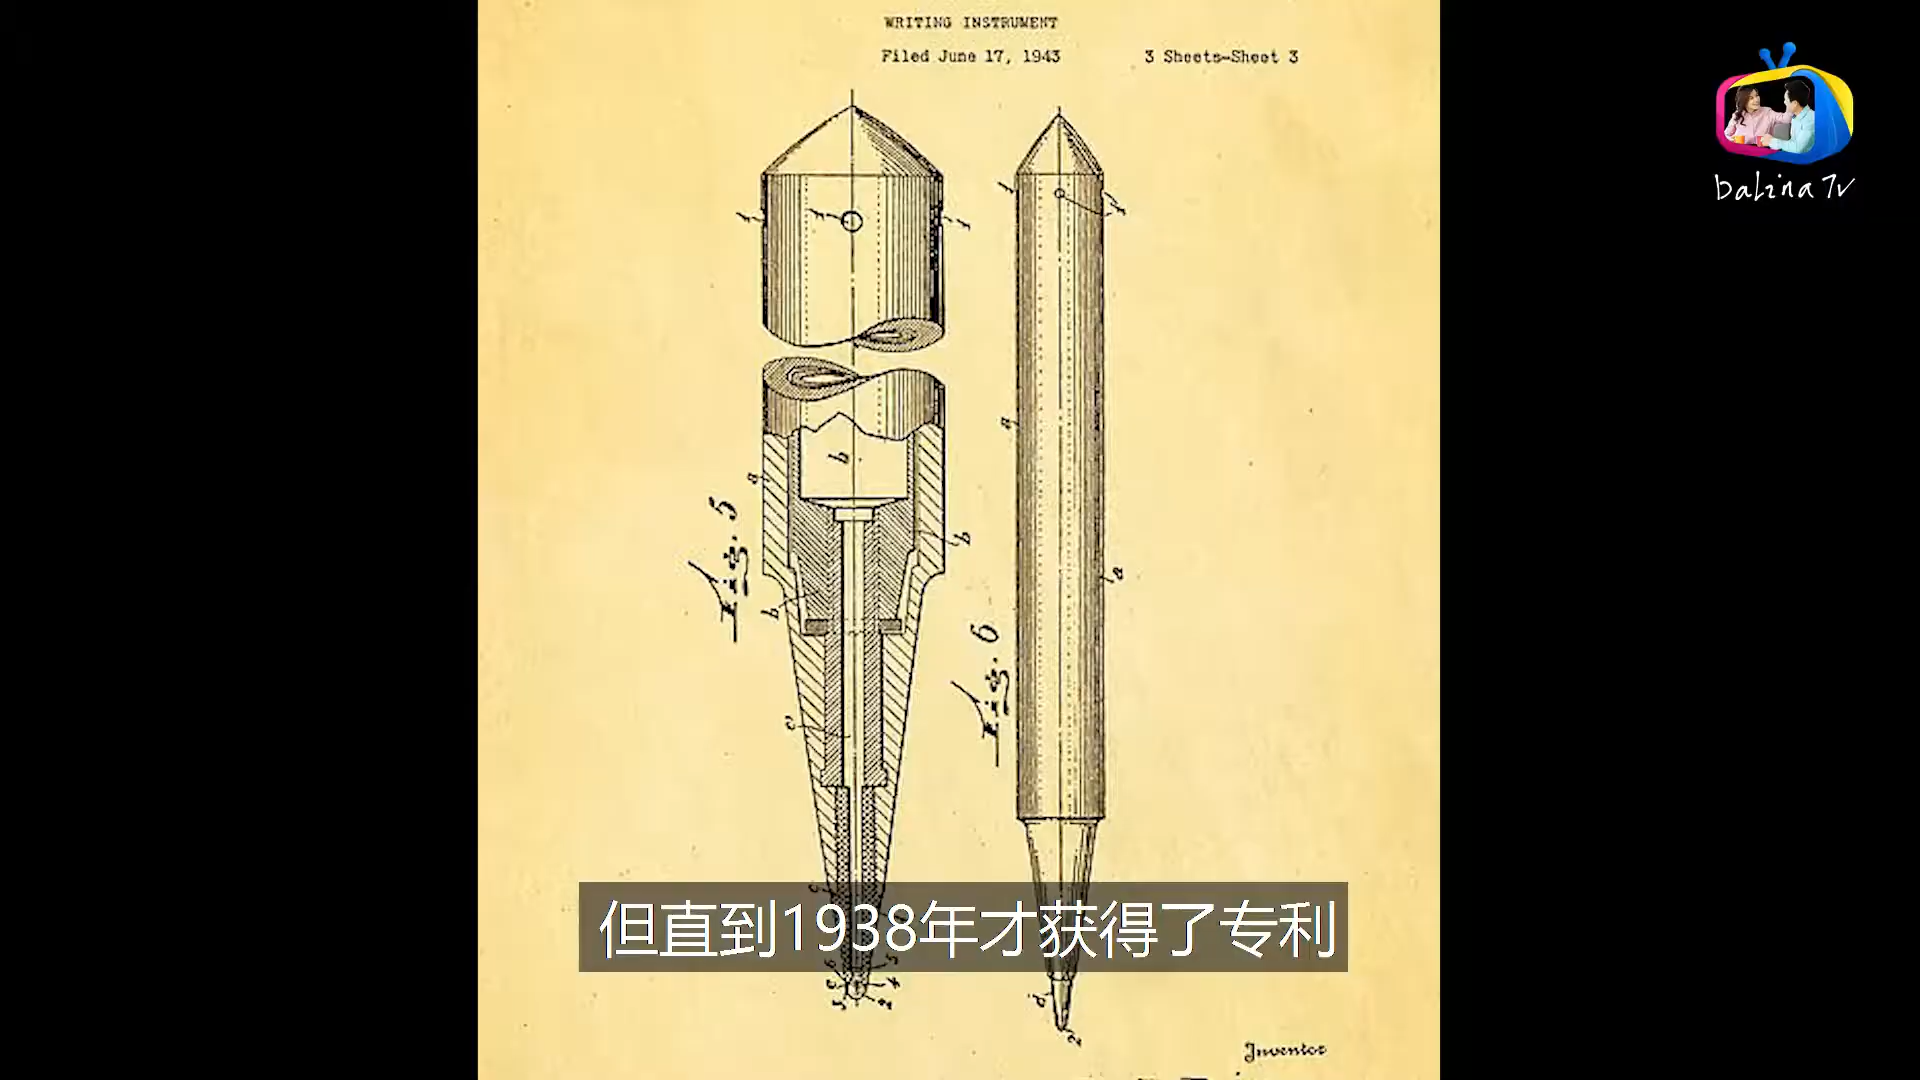 WRITING INSTRUMENT
Filed June 17, 1943
3 Sheets-Sheet 3
balina TV
Fig. 5
Fig. 6
但直到1938年才获得了专利
Inventor